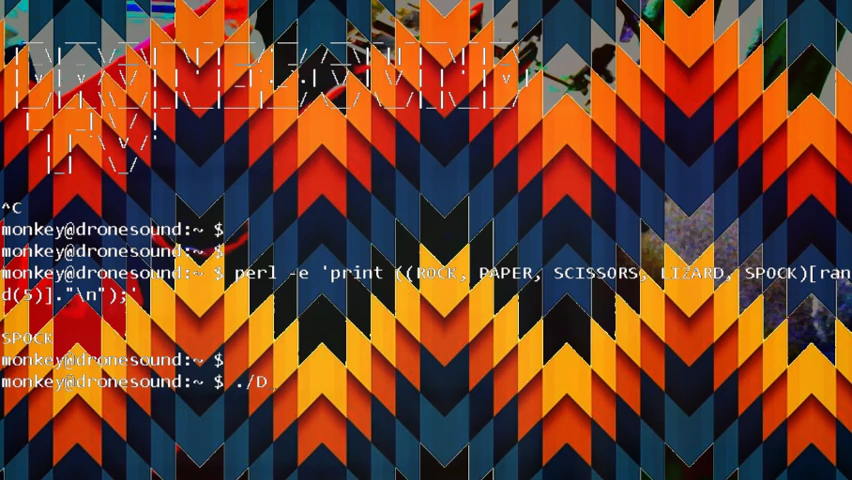 ^C
monkey@dronesound:~ $
monkey@dronesound:~ $
monkey@dronesound:~ $ perl -e 'print ((ROCK, PAPER, SCISSORS, LIZARD, SPOCK)[ran
d(5)]."\n");'
SPOCK
monkey@dronesound:~ $
monkey@dronesound:~ $ ./D